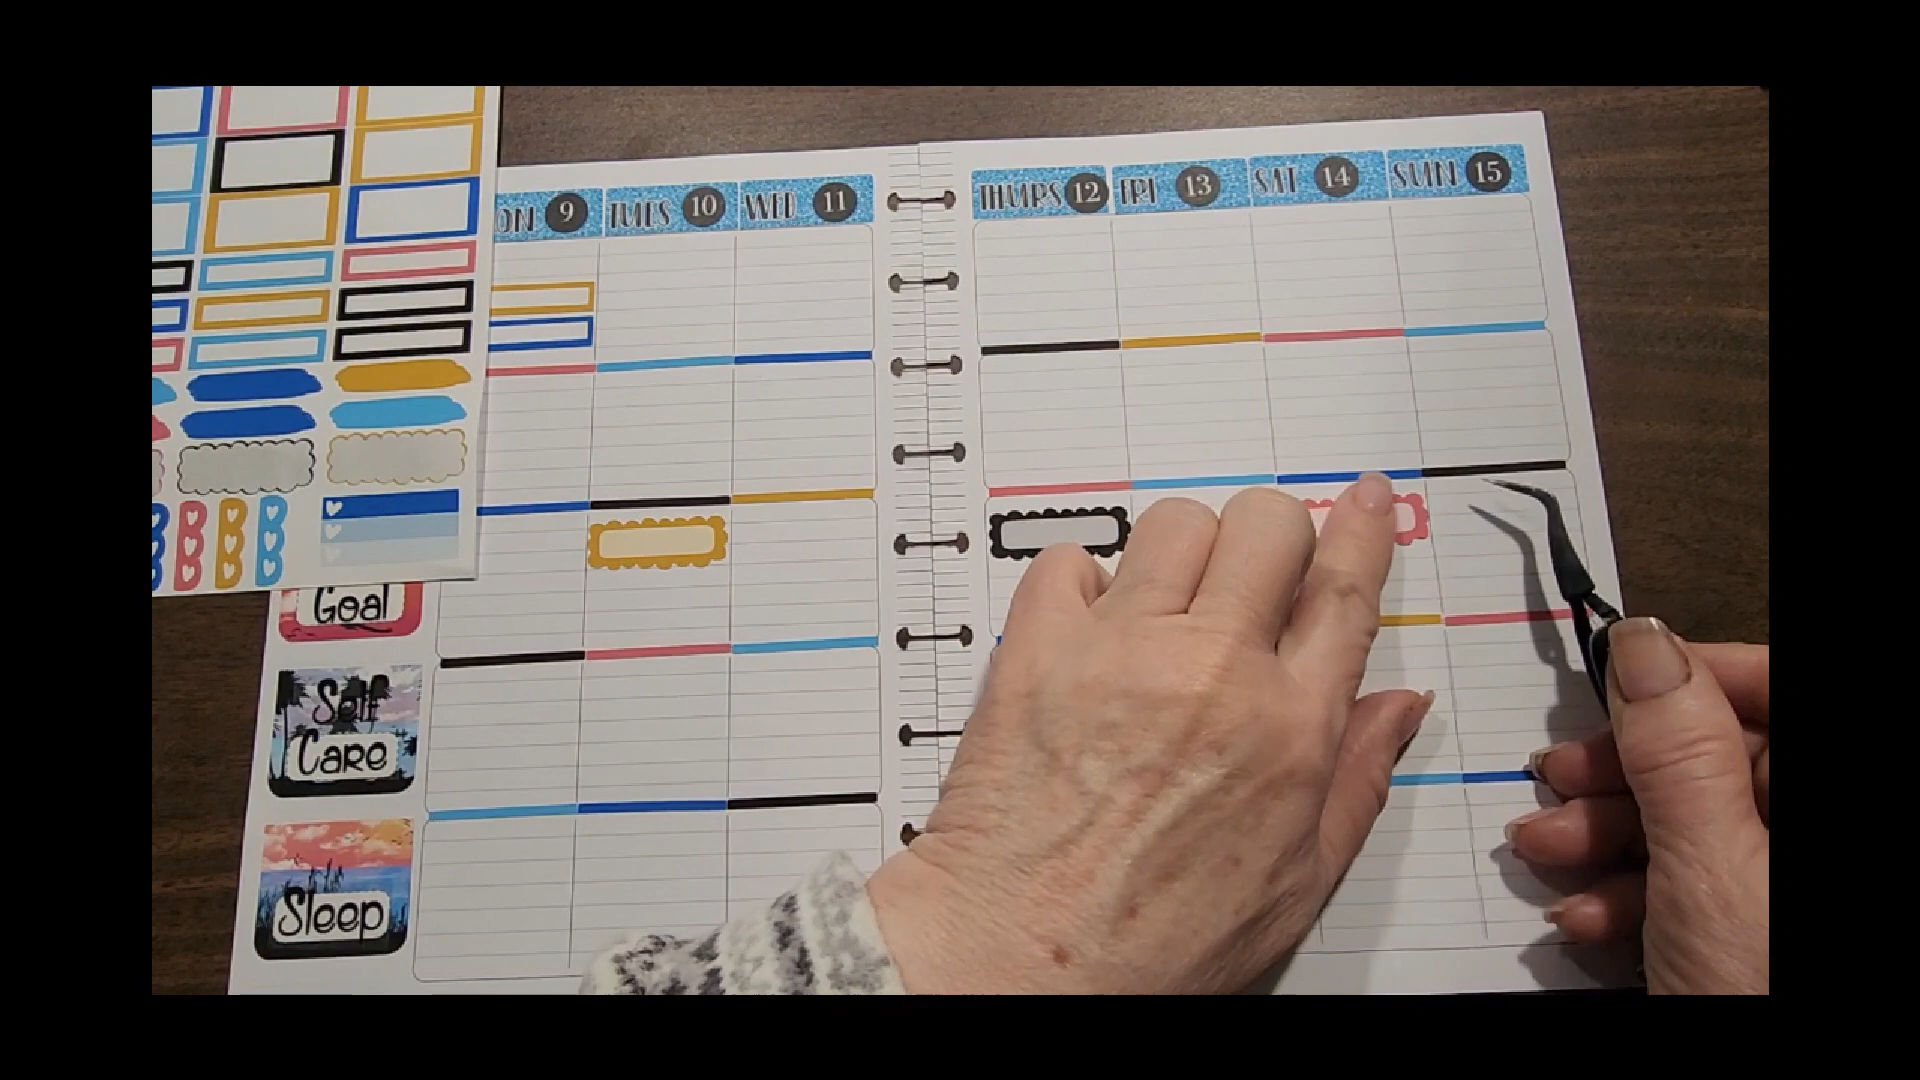 ON 9 TUES 10 WED 11 THURS 12 FRI 13 SAT 14 SUN 15
Goal
Self
Care
Sleep